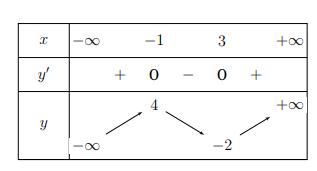 x −∞ −1 3 +∞
y′ + 0 − 0 +
4 +∞
y
−∞ −2